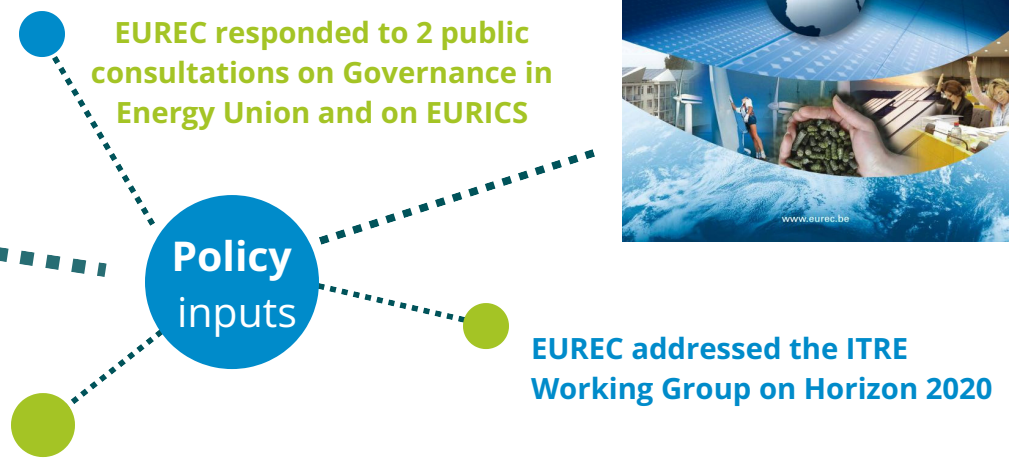 EUREC responded to 2 public
consultations on Governance in
Energy Union and on EURICS
www.eurec.be
Policy
inputs
EUREC addressed the ITRE
Working Group on Horizon 2020